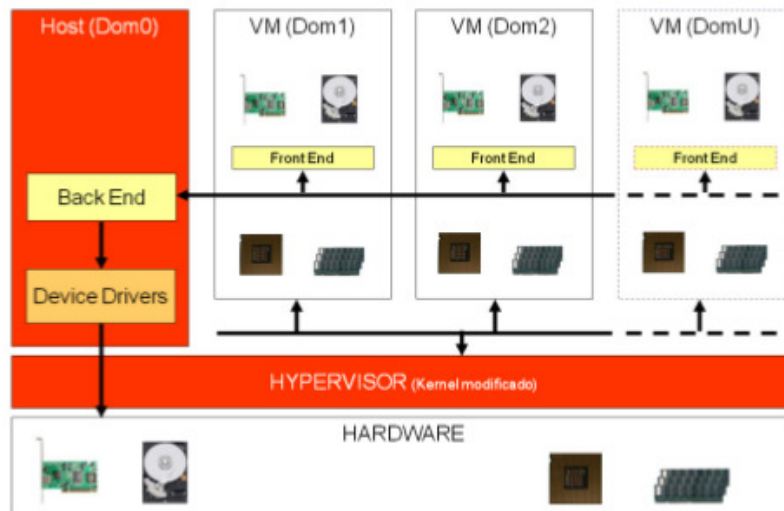 Host (Dom0)
VM (Dom1)
VM (Dom2)
VM (DomU)
Front End
Front End
Front End
Back End
Device Drivers
HYPERVISOR (Kernel modificado)
HARDWARE